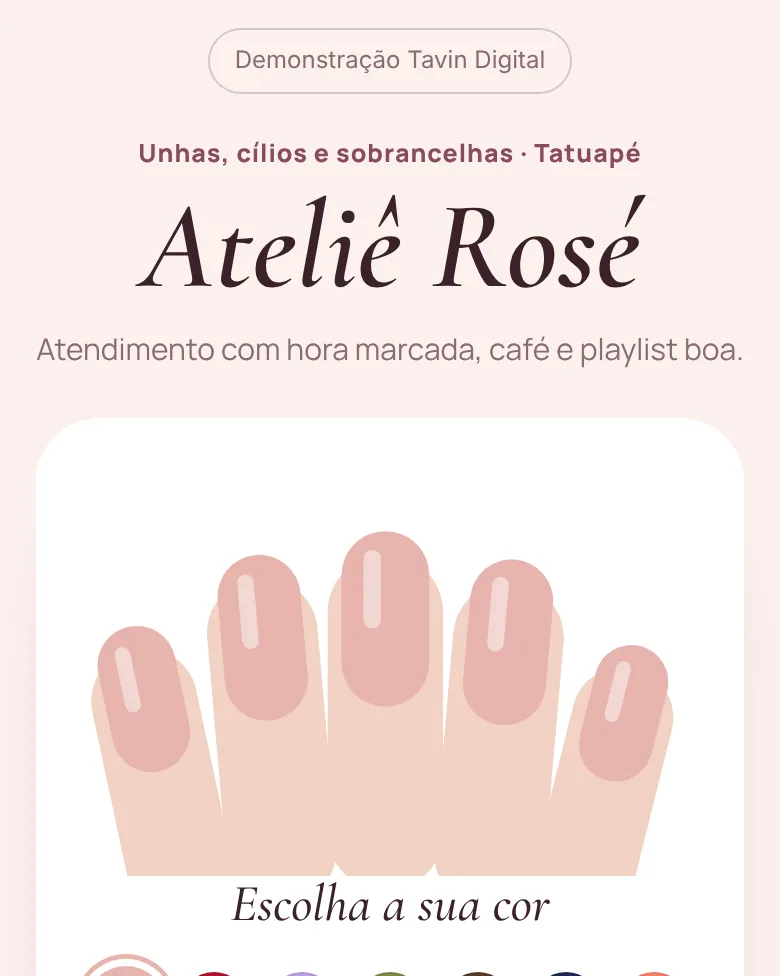 Demonstração Tavin Digital
Unhas, cílios e sobrancelhas · Tatuapé
Ateliê Rosé
Atendimento com hora marcada, café e playlist boa.
Escolha a sua cor